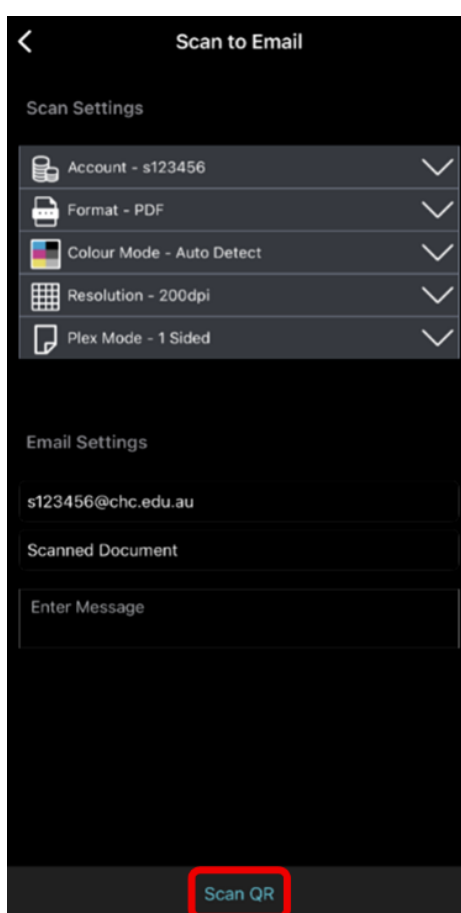 Scan to Email
Scan Settings
Account - s123456
Format - PDF
Colour Mode - Auto Detect
Resolution - 200dpi
Plex Mode - 1 Sided
Email Settings
s123456@chc.edu.au
Scanned Document
Enter Message
Scan QR